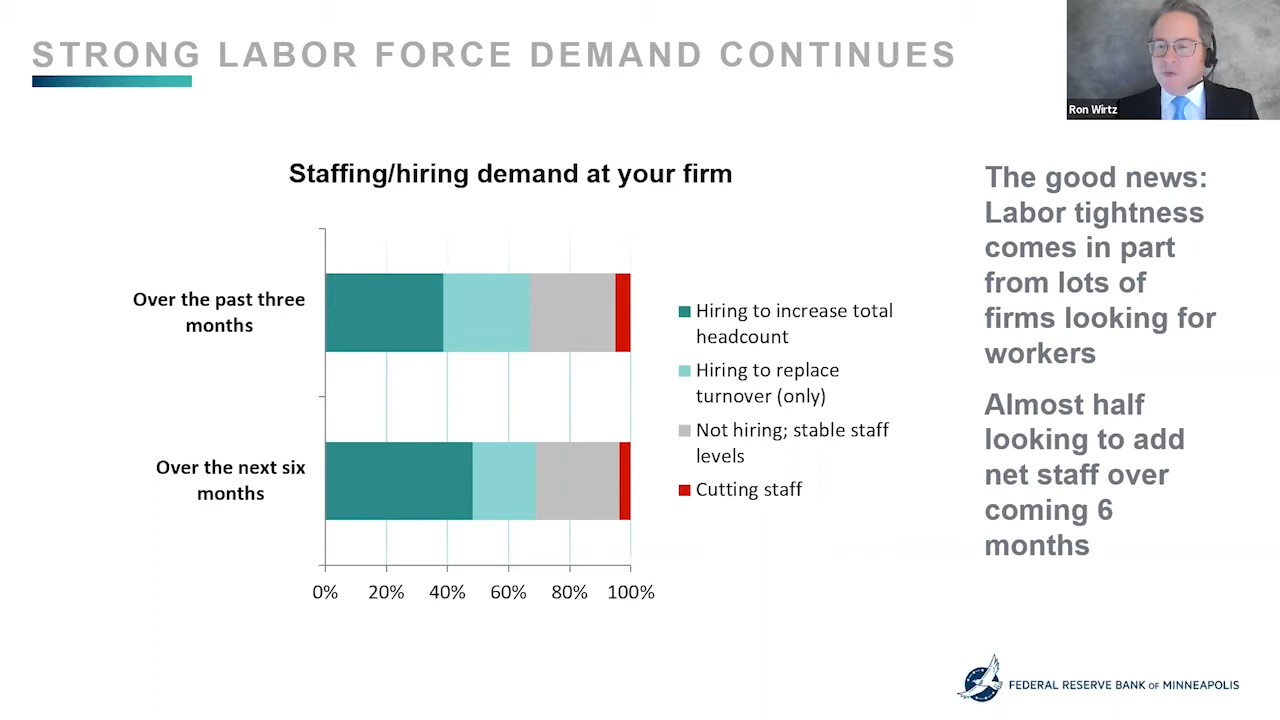 STRONG LABOR FORCE DEMAND CONTINUES
Ron Wirtz
Staffing/hiring demand at your firm
Over the past three
months
Over the next six
months
0% 20% 40% 60% 80% 100%
Hiring to increase total
headcount
Hiring to replace
turnover (only)
Not hiring; stable staff
levels
Cutting staff
The good news:
Labor tightness
comes in part
from lots of
firms looking for
workers
Almost half
looking to add
net staff over
coming 6
months
FEDERAL RESERVE BANK OF MINNEAPOLIS